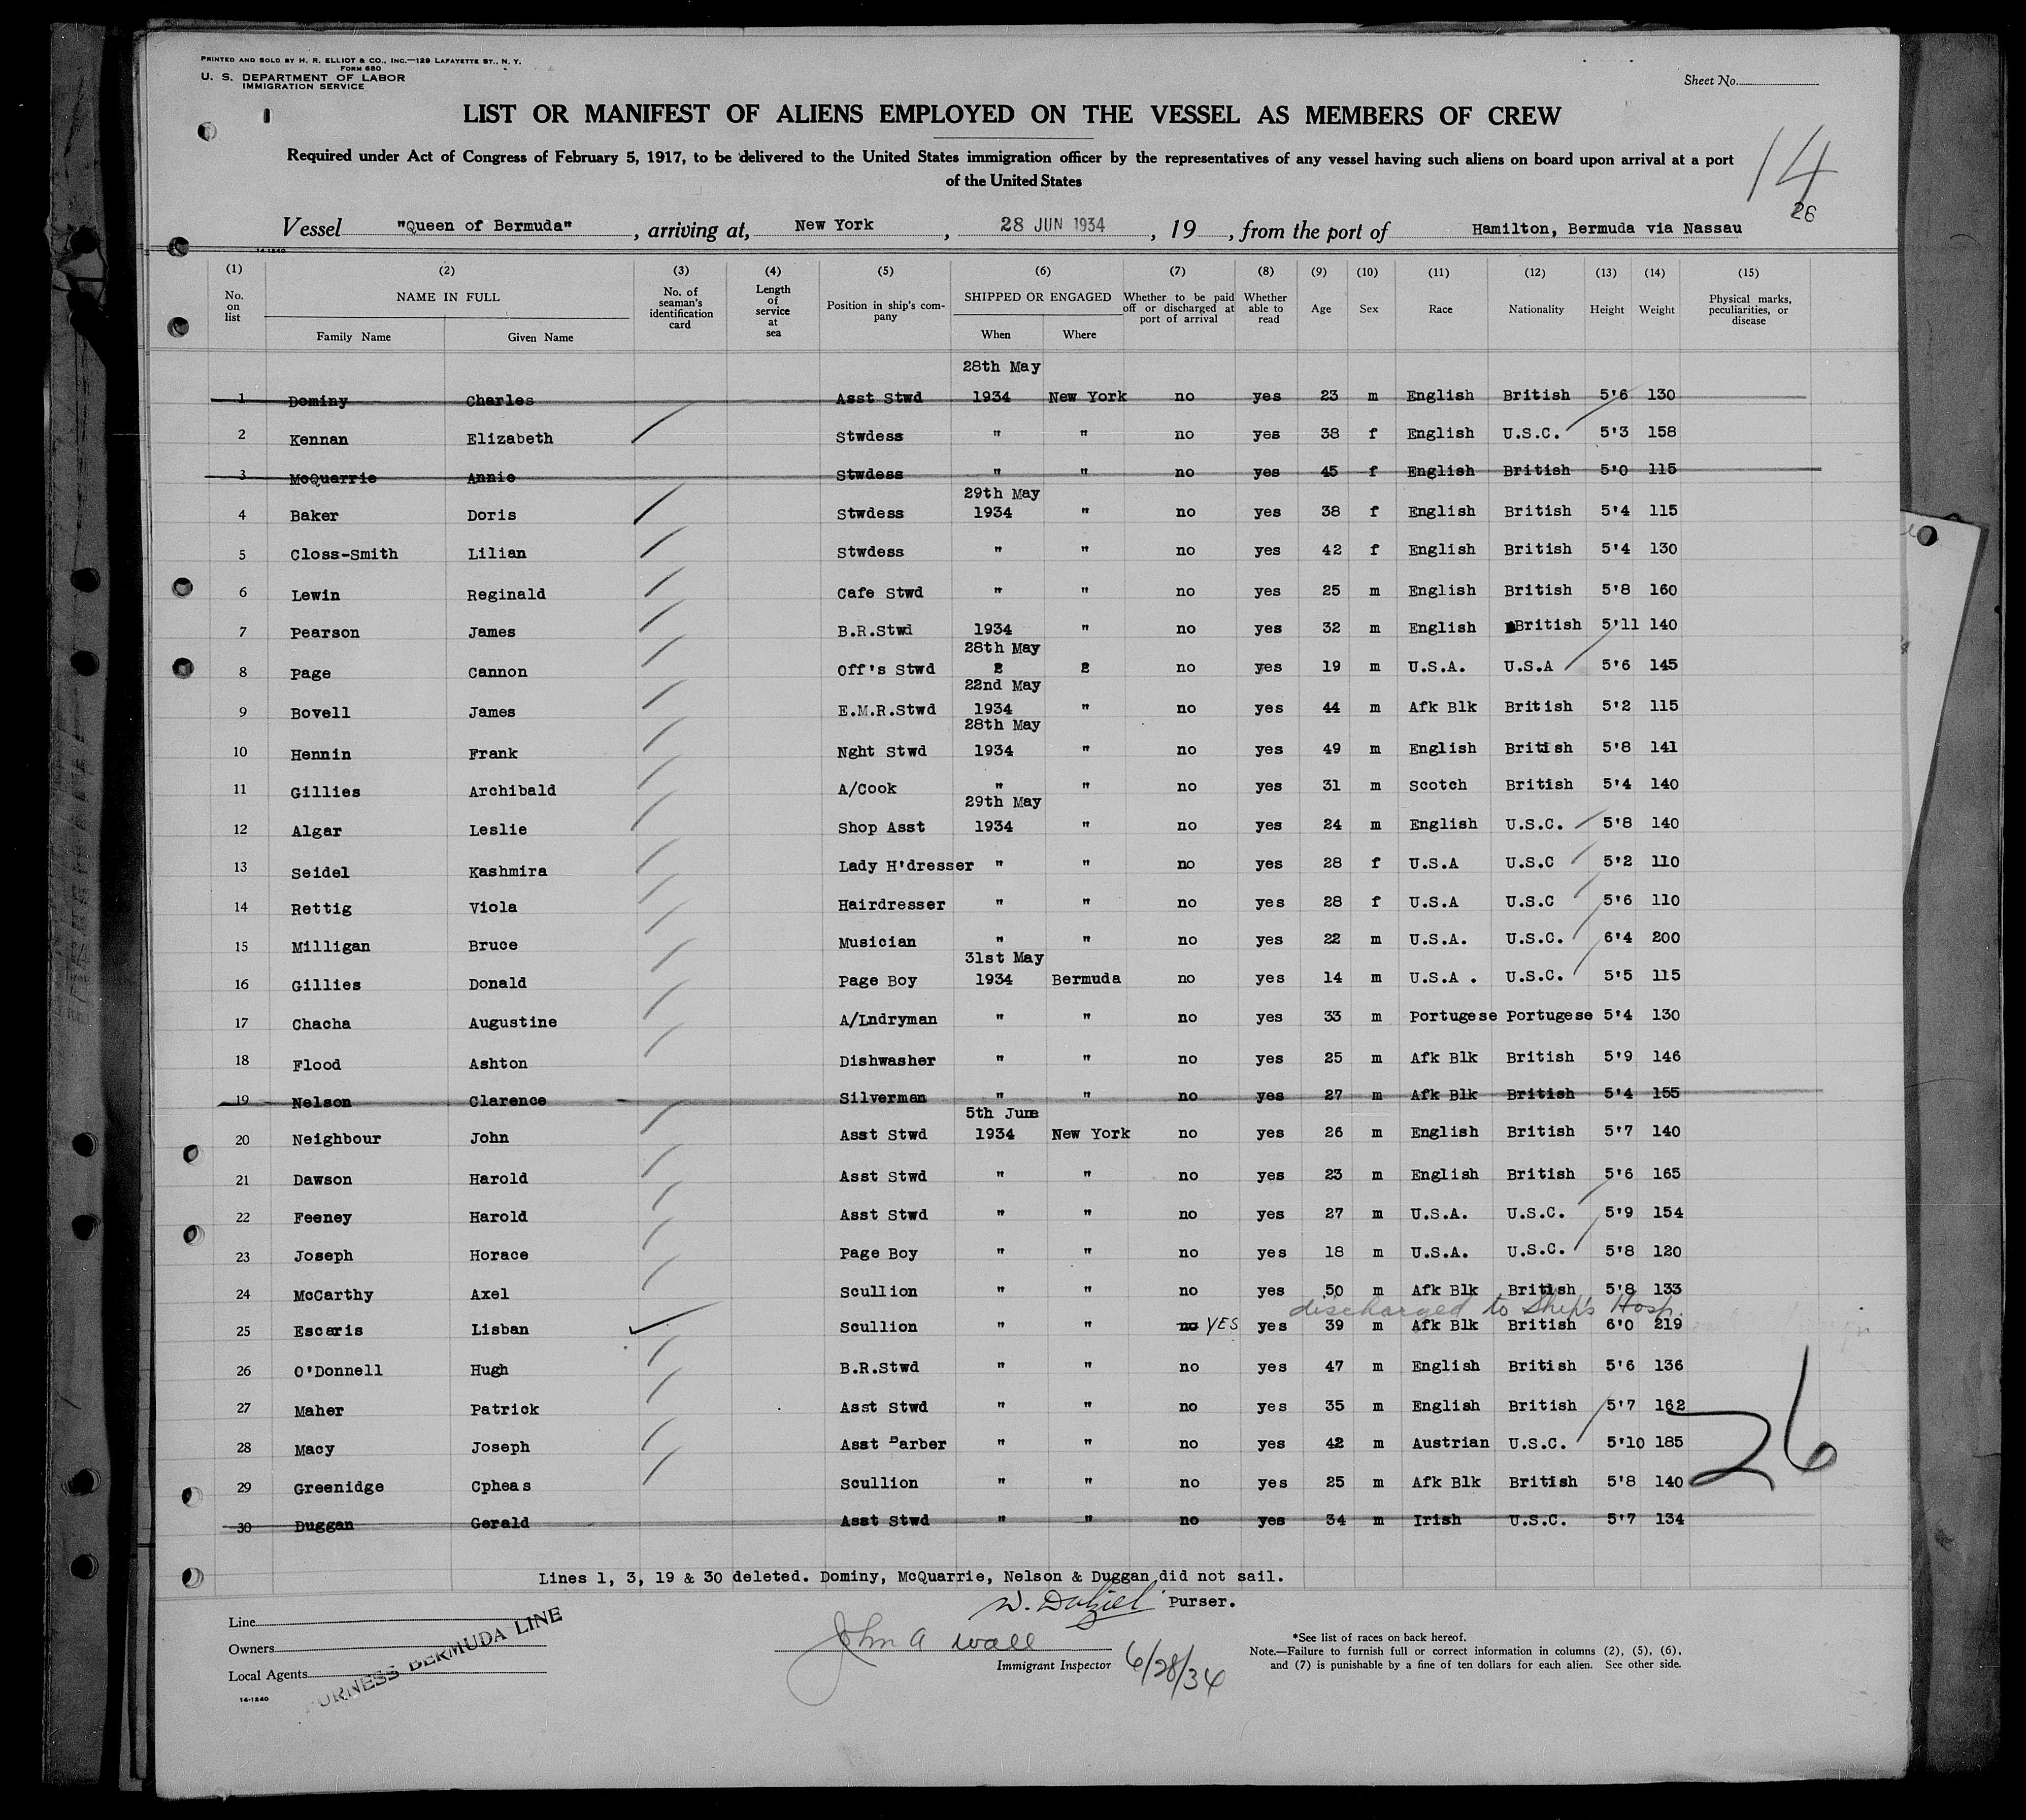 PRINTED AND SOLD BY H. R. ELLIOT & CO., INC.—129 LAFAYETTE ST., N. Y.
FORM 680
U. S. DEPARTMENT OF LABOR
IMMIGRATION SERVICE
Sheet No.
LIST OR MANIFEST OF ALIENS EMPLOYED ON THE VESSEL AS MEMBERS OF CREW
Required under Act of Congress of February 5, 1917, to be delivered to the United States immigration officer by the representatives of any vessel having such aliens on board upon arrival at a port
of the United States
14
26
Vessel "Queen of Bermuda", arriving at, New York, 28 JUN 1934, 19, from the port of Hamilton, Bermuda via Nassau
14-1240
(1) (2) (3) (4) (5) (6) (7) (8) (9) (10) (11) (12) (13) (14) (15)
No. on list NAME IN FULL Family Name Given Name No. of seaman's identification card Length of service at sea Position in ship's company SHIPPED OR ENGAGED When Where Whether to be paid off or discharged at port of arrival Whether able to read Age Sex Race Nationality Height Weight Physical marks, peculiarities, or disease
28th May
1 Dominy Charles Asst Stwd 1934 New York no yes 23 m English British 5'6 130
2 Kennan Elizabeth Stwdess " " no yes 38 f English U.S.C. 5'3 158
3 McQuarrie Annie Stwdess " " no yes 45 f English British 5'0 115
29th May
4 Baker Doris Stwdess 1934 " no yes 38 f English British 5'4 115
5 Closs-Smith Lilian Stwdess " " no yes 42 f English British 5'4 130
6 Lewin Reginald Cafe Stwd " " no yes 25 m English British 5'8 160
7 Pearson James B.R.Stwd 1934 " no yes 32 m English British 5'11 140
28th May
8 Page Cannon Off's Stwd 2 2 no yes 19 m U.S.A. U.S.A 5'6 145
22nd May
9 Bovell James E.M.R.Stwd 1934 " no yes 44 m Afk Blk British 5'2 115
28th May
10 Hennin Frank Nght Stwd 1934 " no yes 49 m English British 5'8 141
11 Gillies Archibald A/Cook " " no yes 31 m Scotch British 5'4 140
29th May
12 Algar Leslie Shop Asst 1934 " no yes 24 m English U.S.C. 5'8 140
13 Seidel Kashmira Lady H'dresser " " no yes 28 f U.S.A U.S.C 5'2 110
14 Rettig Viola Hairdresser " " no yes 28 f U.S.A U.S.C 5'6 110
15 Milligan Bruce Musician " " no yes 22 m U.S.A. U.S.C. 6'4 200
31st May
16 Gillies Donald Page Boy 1934 Bermuda no yes 14 m U.S.A . U.S.C. 5'5 115
17 Chacha Augustine A/Lndryman " " no yes 33 m Portugese Portugese 5'4 130
18 Flood Ashton Dishwasher " " no yes 25 m Afk Blk British 5'9 146
19 Nelson Clarence Silverman " " no yes 27 m Afk Blk British 5'4 155
5th June
20 Neighbour John Asst Stwd 1934 New York no yes 26 m English British 5'7 140
21 Dawson Harold Asst Stwd " " no yes 23 m English British 5'6 165
22 Feeney Harold Asst Stwd " " no yes 27 m U.S.A. U.S.C. 5'9 154
23 Joseph Horace Page Boy " " no yes 18 m U.S.A. U.S.C. 5'8 120
24 McCarthy Axel Scullion " " no yes 50 m Afk Blk British 5'8 133
discharged to Ship's Hosp.
25 Escaris Lisban Scullion " " no YES yes 39 m Afk Blk British 6'0 219
26 O'Donnell Hugh B.R.Stwd " " no yes 47 m English British 5'6 136
27 Maher Patrick Asst Stwd " " no yes 35 m English British 5'7 162
28 Macy Joseph Asst Barber " " no yes 42 m Austrian U.S.C. 5'10 185
26
29 Greenidge Cpheas Scullion " " no yes 25 m Afk Blk British 5'8 140
30 Duggan Gerald Asst Stwd " " no yes 34 m Irish U.S.C. 5'7 134
Lines 1, 3, 19 & 30 deleted. Dominy, McQuarrie, Nelson & Duggan did not sail.
W. Dalziel Purser.
Line
Owners
Local Agents
FURNESS BERMUDA LINE
14-1240
John A Wall
Immigrant Inspector 6/28/34
*See list of races on back hereof.
Note.—Failure to furnish full or correct information in columns (2), (5), (6),
and (7) is punishable by a fine of ten dollars for each alien. See other side.